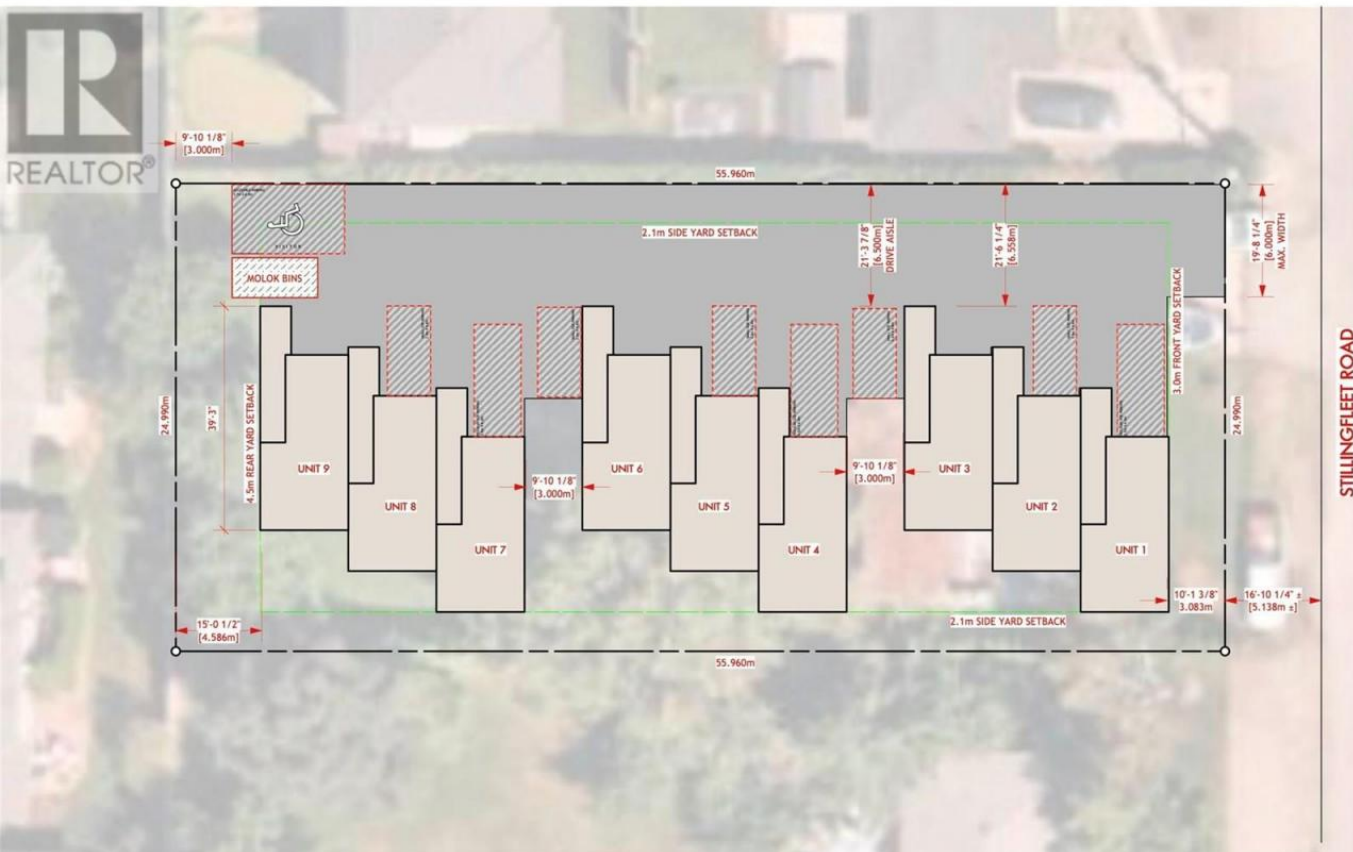 REALTOR®
9'-10 1/8"
[3.000m]
55.960m
VISITOR
MOLOK BINS
2.1m SIDE YARD SETBACK
21'-3 7/8"
[6.500m]
DRIVE AISLE
21'-6 1/4"
[6.558m]
19'-8 1/4"
[6.000m]
MAX. WIDTH
3.0m FRONT YARD SETBACK
STILLINGFLEET ROAD
24.990m
39'-3"
4.5m REAR YARD SETBACK
24.990m
UNIT 9
UNIT 8
UNIT 7
9'-10 1/8"
[3.000m]
UNIT 6
UNIT 5
UNIT 4
9'-10 1/8"
[3.000m]
UNIT 3
UNIT 2
UNIT 1
15'-0 1/2"
[4.586m]
10'-1 3/8"
3.083m
16'-10 1/4" ±
[5.138m ±]
2.1m SIDE YARD SETBACK
55.960m